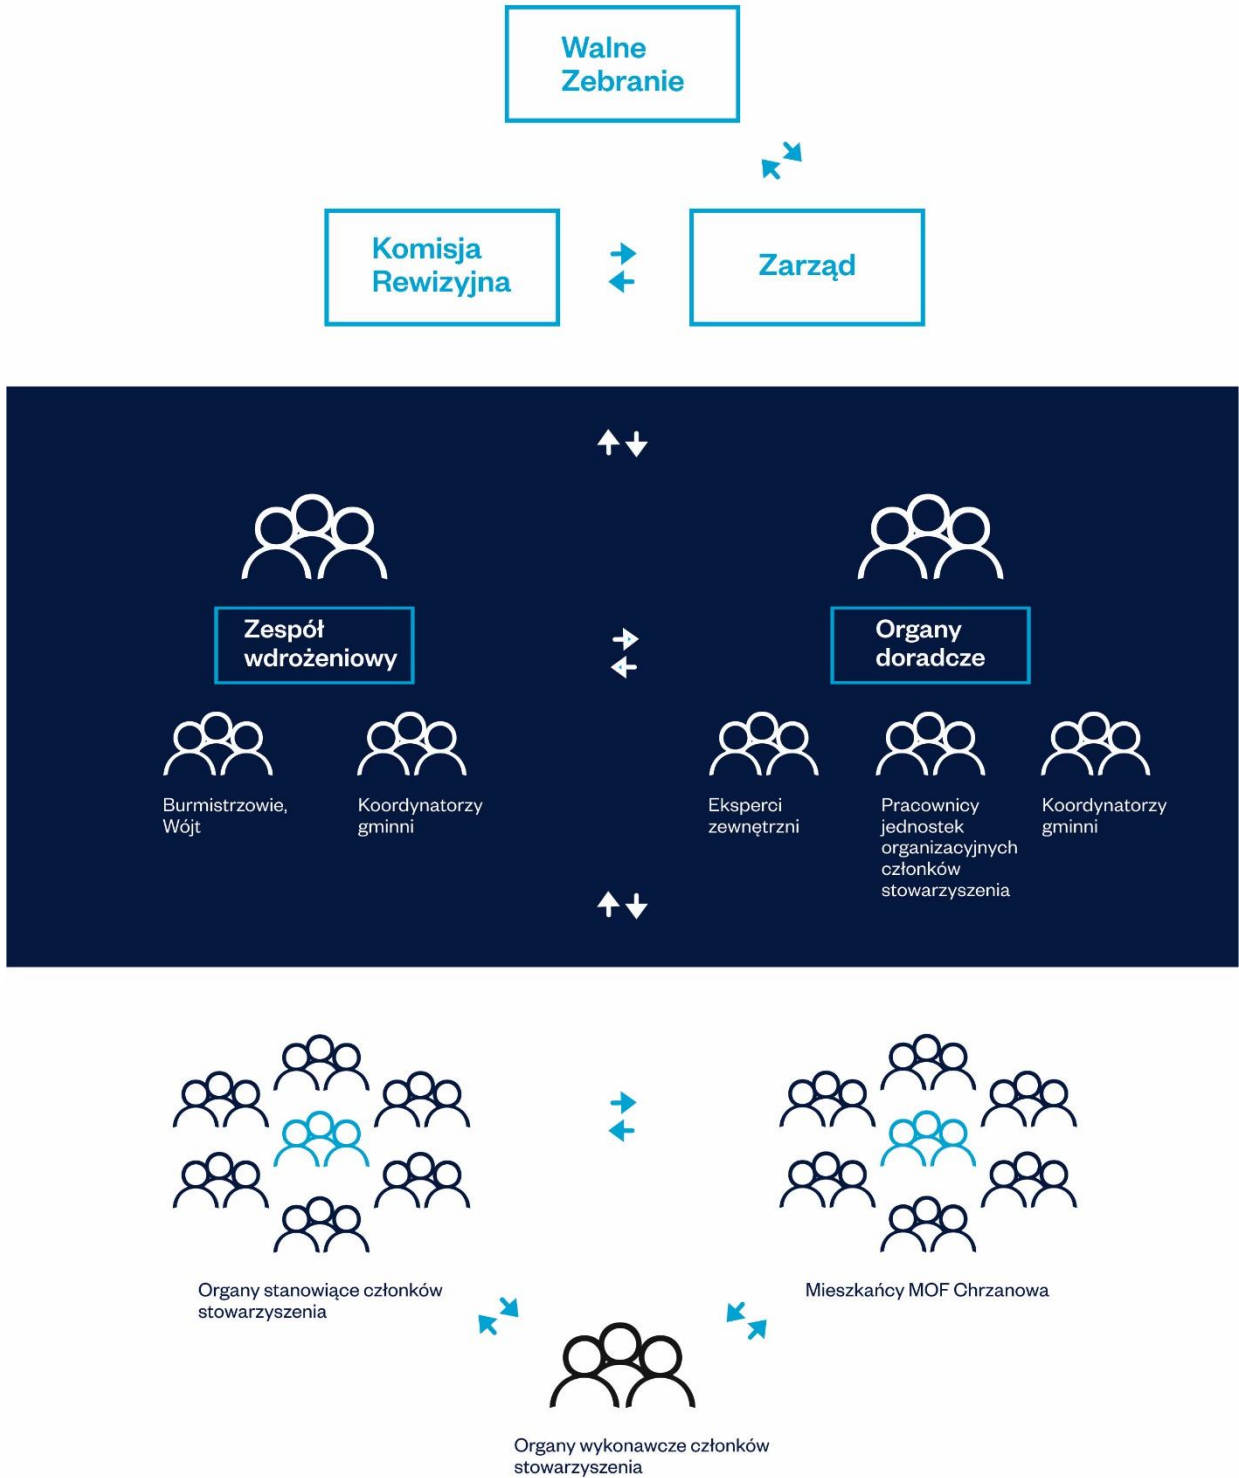 Walne
Zebranie
Komisja
Rewizyjna
Zarząd
Zespół
wdrożeniowy
Organy
doradcze
Burmistrzowie,
Wójt
Koordynatorzy
gminni
Eksperci
zewnętrzni
Pracownicy
jednostek
organizacyjnych
członków
stowarzyszenia
Koordynatorzy
gminni
Organy stanowiące członków
stowarzyszenia
Mieszkańcy MOF Chrzanowa
Organy wykonawcze członków
stowarzyszenia